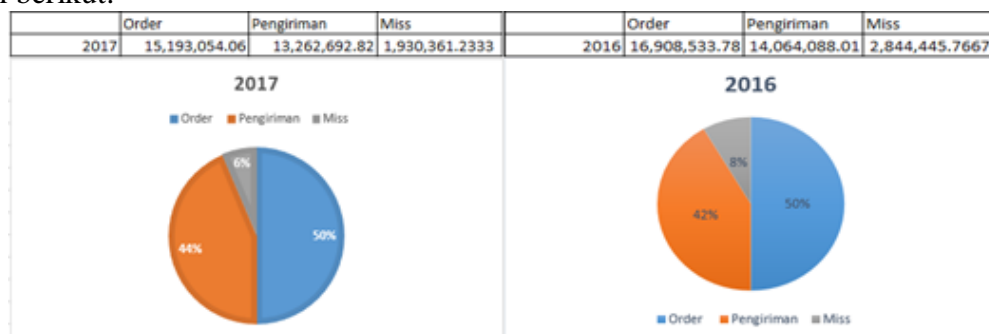 berikut:
Order Pengiriman Miss
2017 15,193,054.06 13,262,692.82 1,930,361.2333
Order Pengiriman Miss
2016 16,908,533.78 14,064,088.01 2,844,445.7667
2017
Order Pengiriman Miss
6%
44%
50%
2016
8%
42%
50%
Order Pengiriman Miss